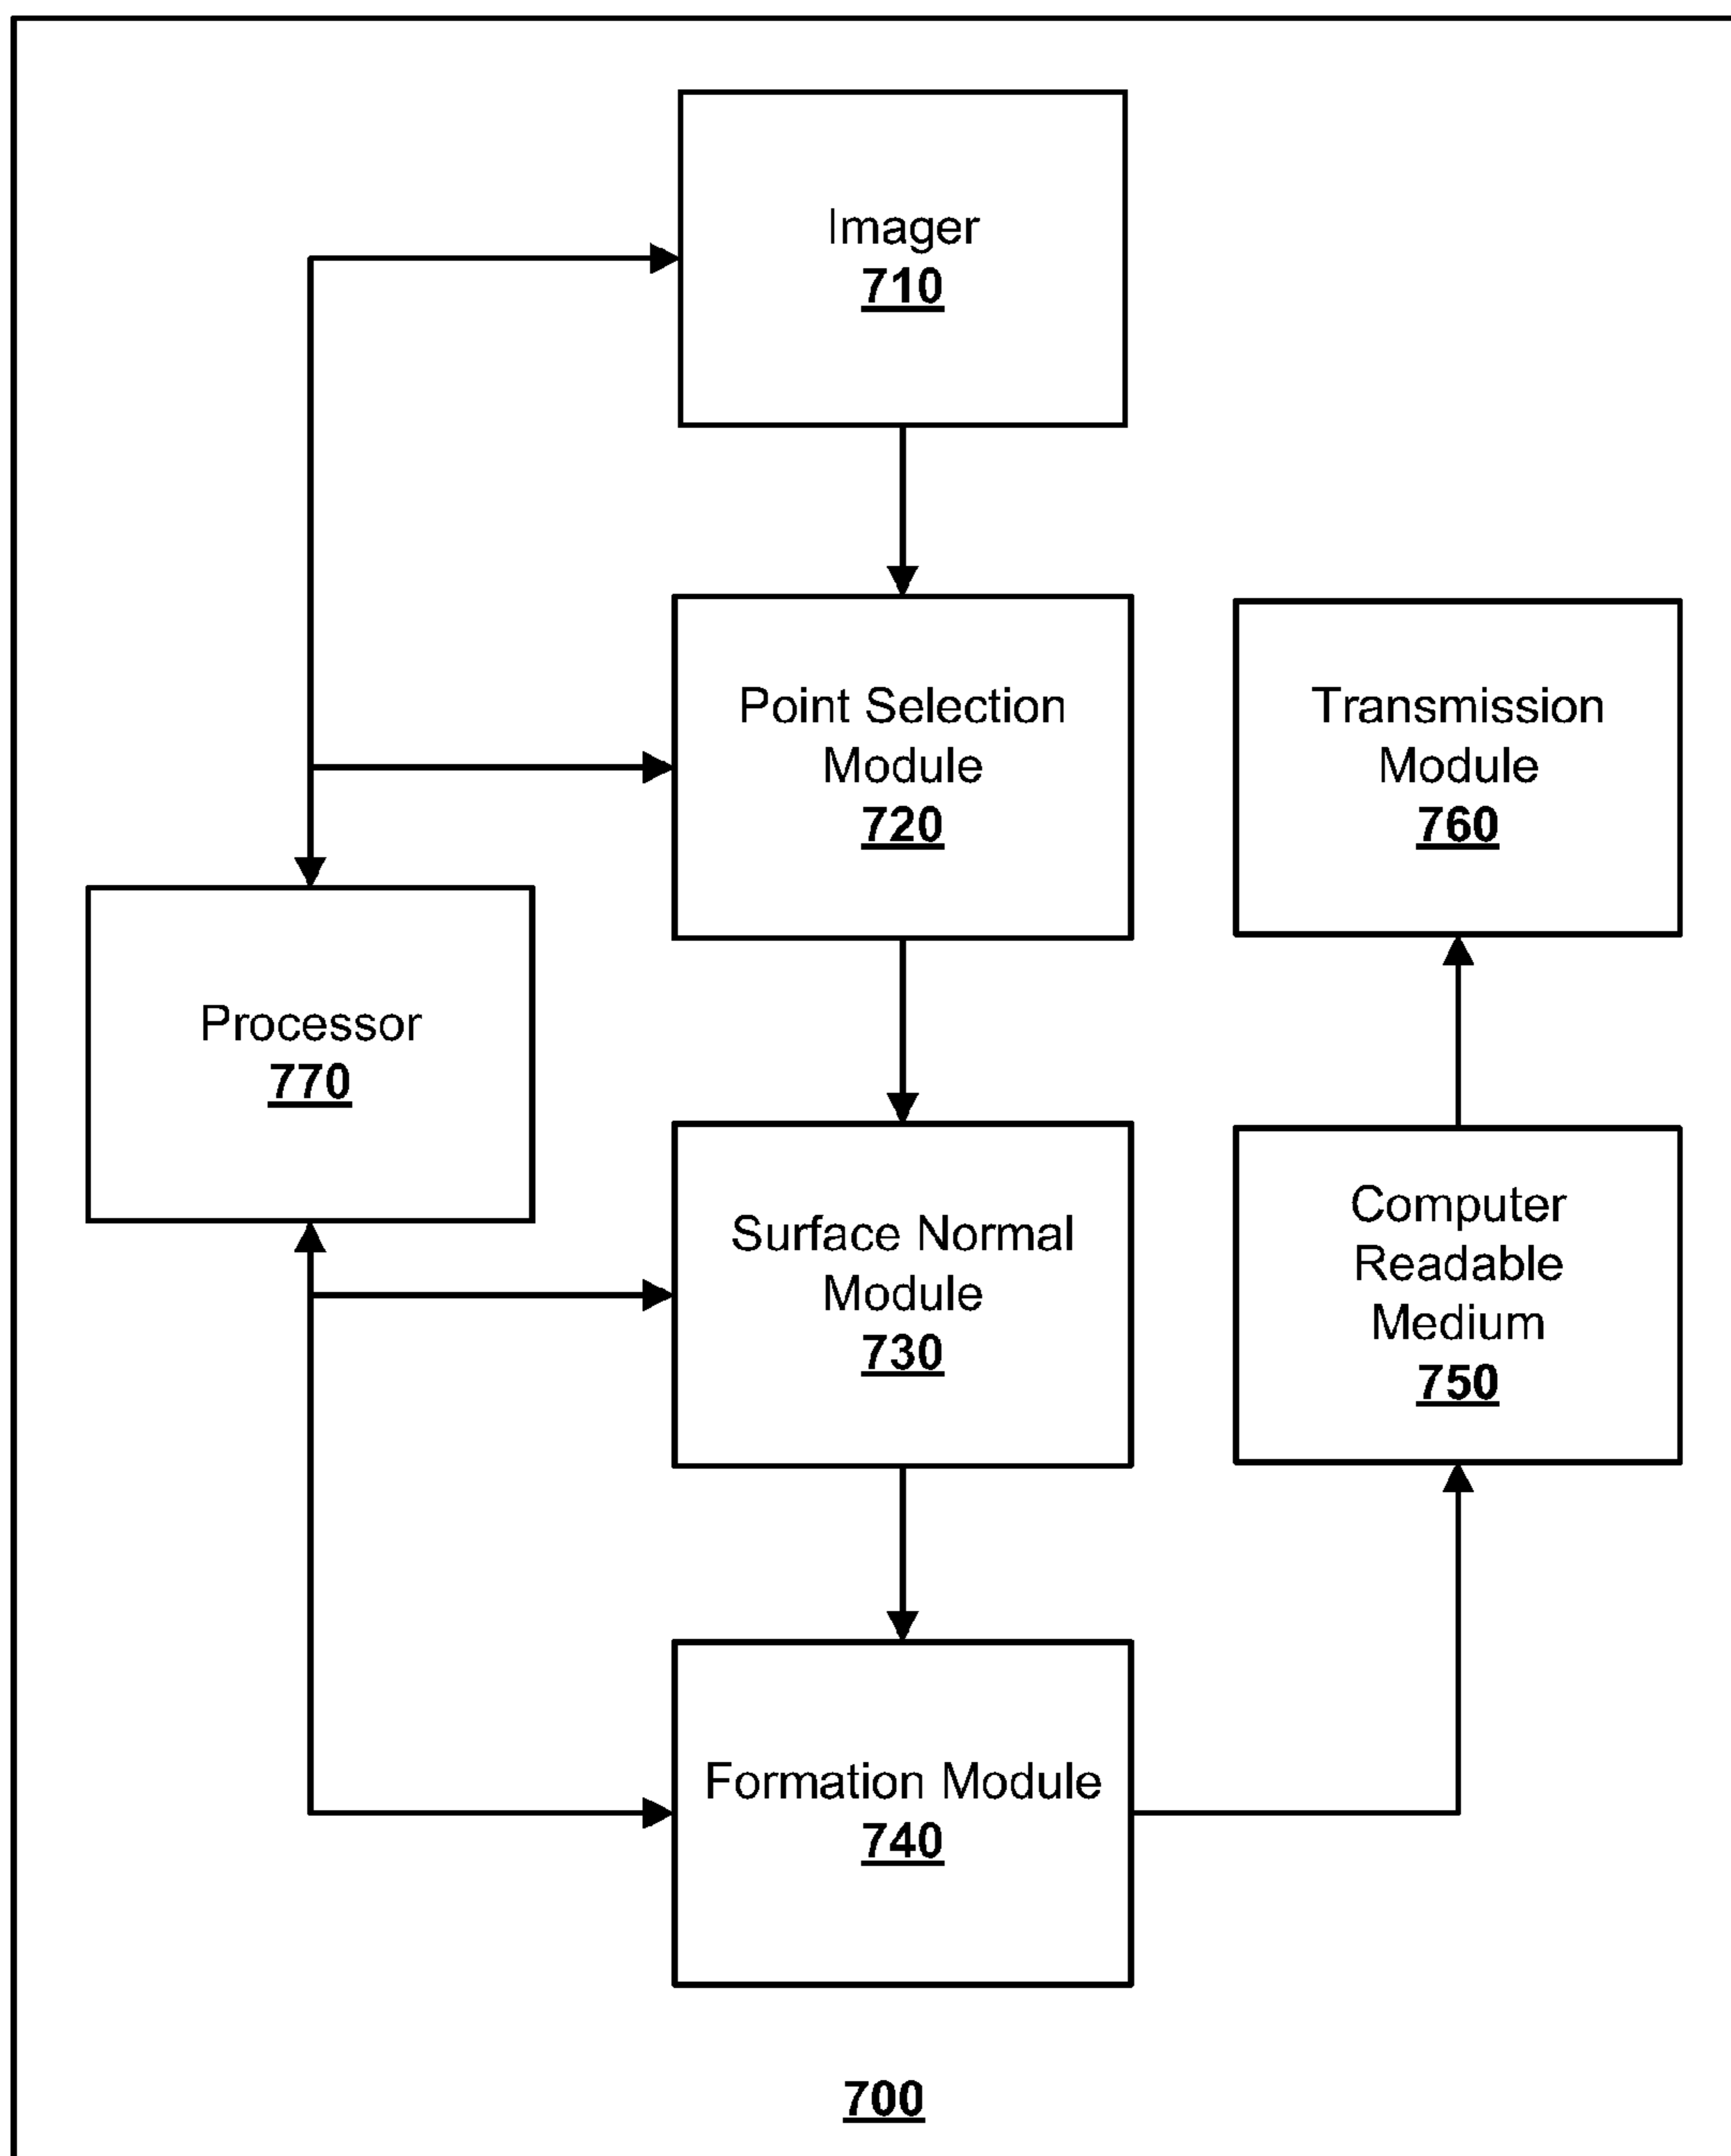 Imager
710
Point Selection
Module
720
Transmission
Module
760
Processor
770
Surface Normal
Module
730
Computer
Readable
Medium
750
Formation Module
740
700